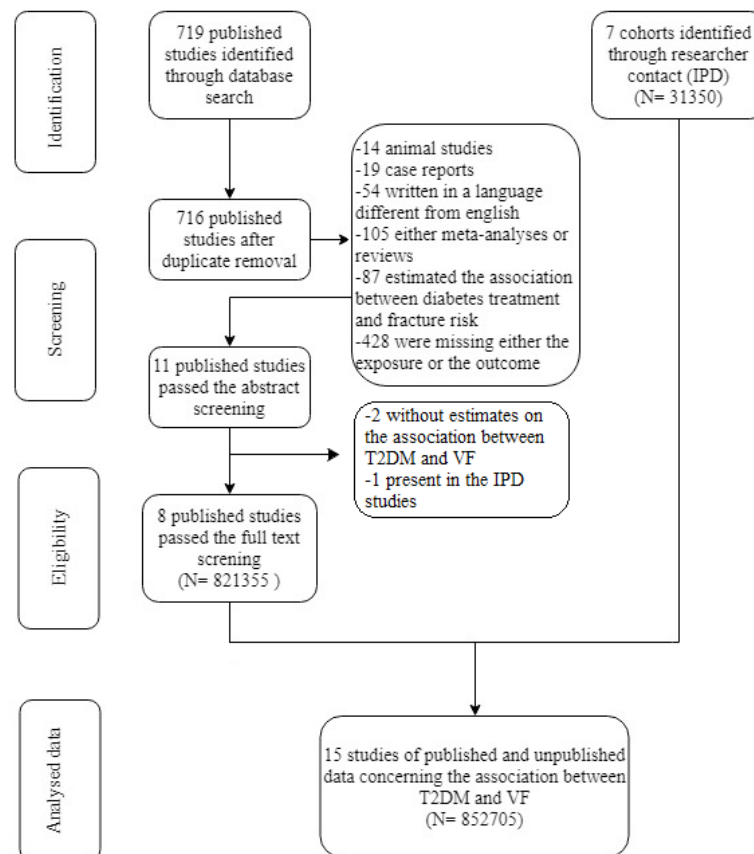 Identification
719 published
studies identified
through database
search
7 cohorts identified
through researcher
contact (IPD)
(N= 31350)
Screening
716 published
studies after
duplicate removal
-14 animal studies
-19 case reports
-54 written in a language
different from english
-105 either meta-analyses or
reviews
-87 estimated the association
between diabetes treatment
and fracture risk
-428 were missing either the
exposure or the outcome
11 published studies
passed the abstract
screening
-2 without estimates on
the association between
T2DM and VF
-1 present in the IPD
studies
Eligibility
8 published studies
passed the full text
screning
(N= 821355 )
Analysed data
15 studies of published and unpublished
data concerning the association between
T2DM and VF
(N= 852705)